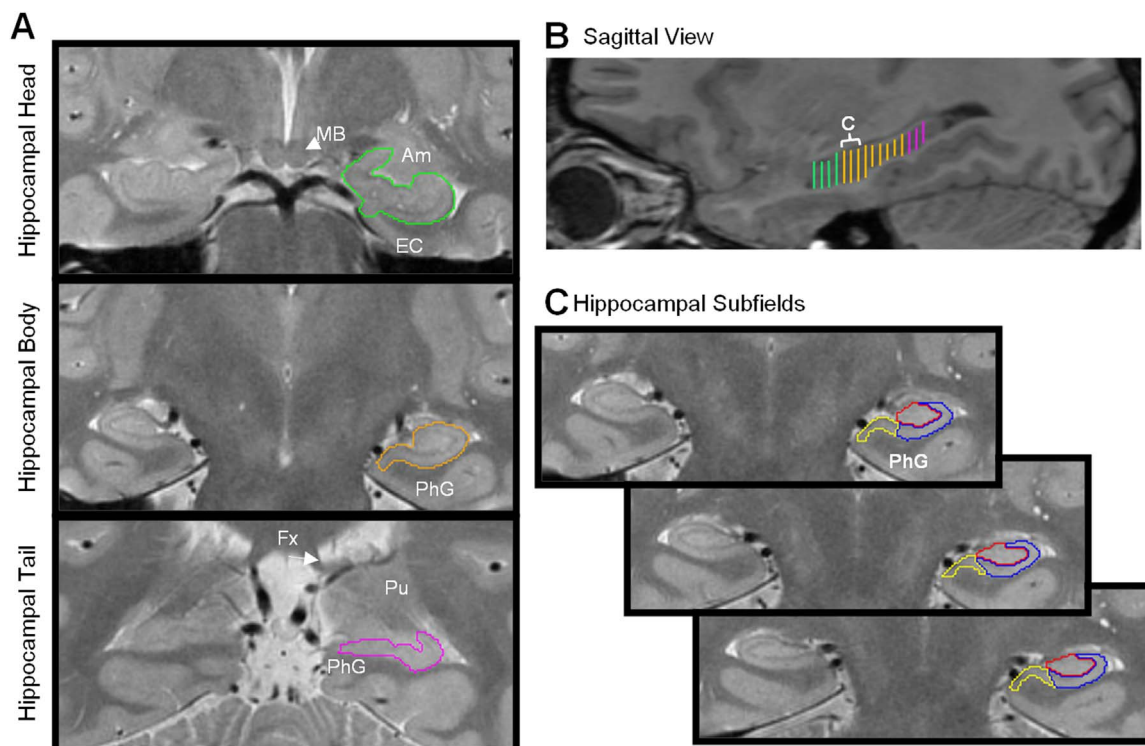 A
Hippocampal Head
MB
Am
EC
Hippocampal Body
PhG
Hippocampal Tail
Fx
Pu
PhG
B Sagittal View
C
C Hippocampal Subfields
PhG